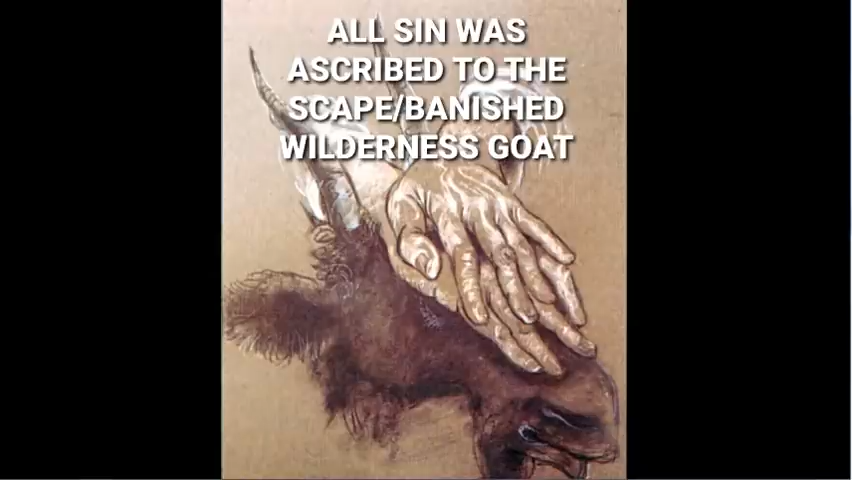 ALL SIN WAS
ASCRIBED TO THE
SCAPE/BANISHED
WILDERNESS GOAT